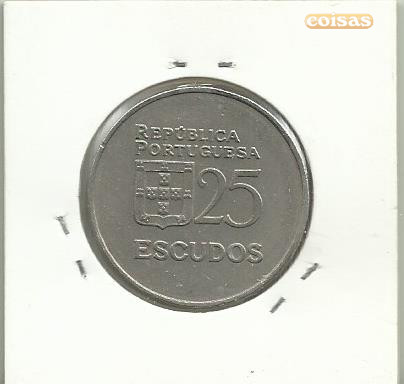 coisas
REPÚBLICA
PORTUGUESA
25
ESCUDOS